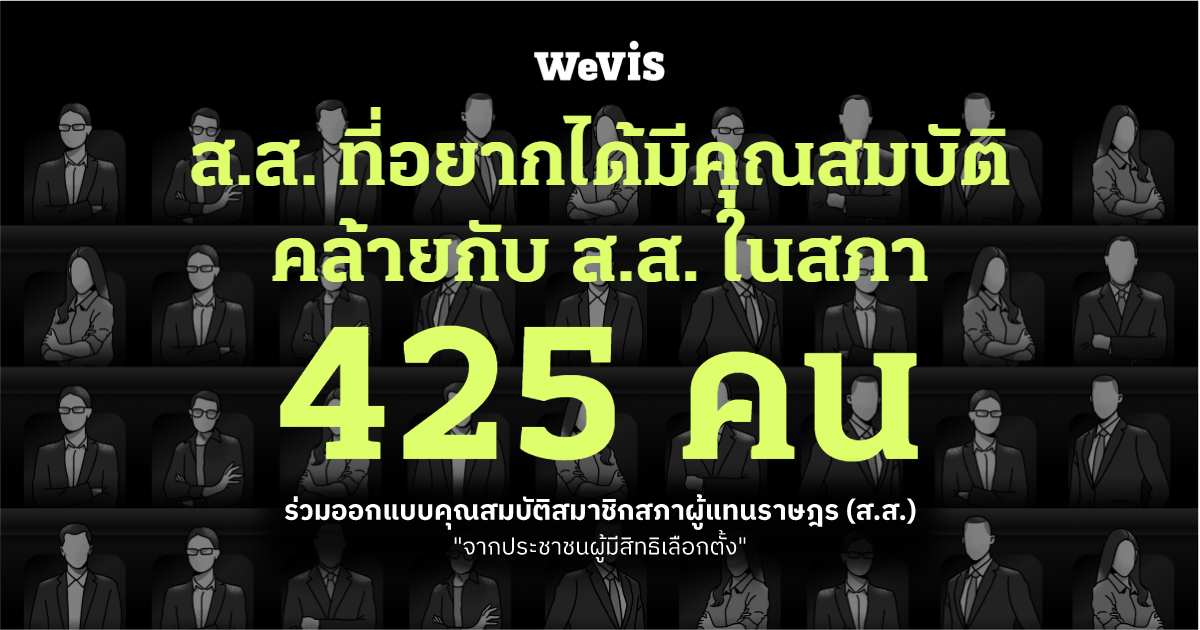 WeVIS
ส.ส. ที่อยากได้มีคุณสมบัติ
คล้ายกับ ส.ส. ในสภา
425 คน
ร่วมออกแบบคุณสมบัติสมาชิกสภาผู้แทนราษฎร (ส.ส.)
"จากประชาชนผู้มีสิทธิเลือกตั้ง"